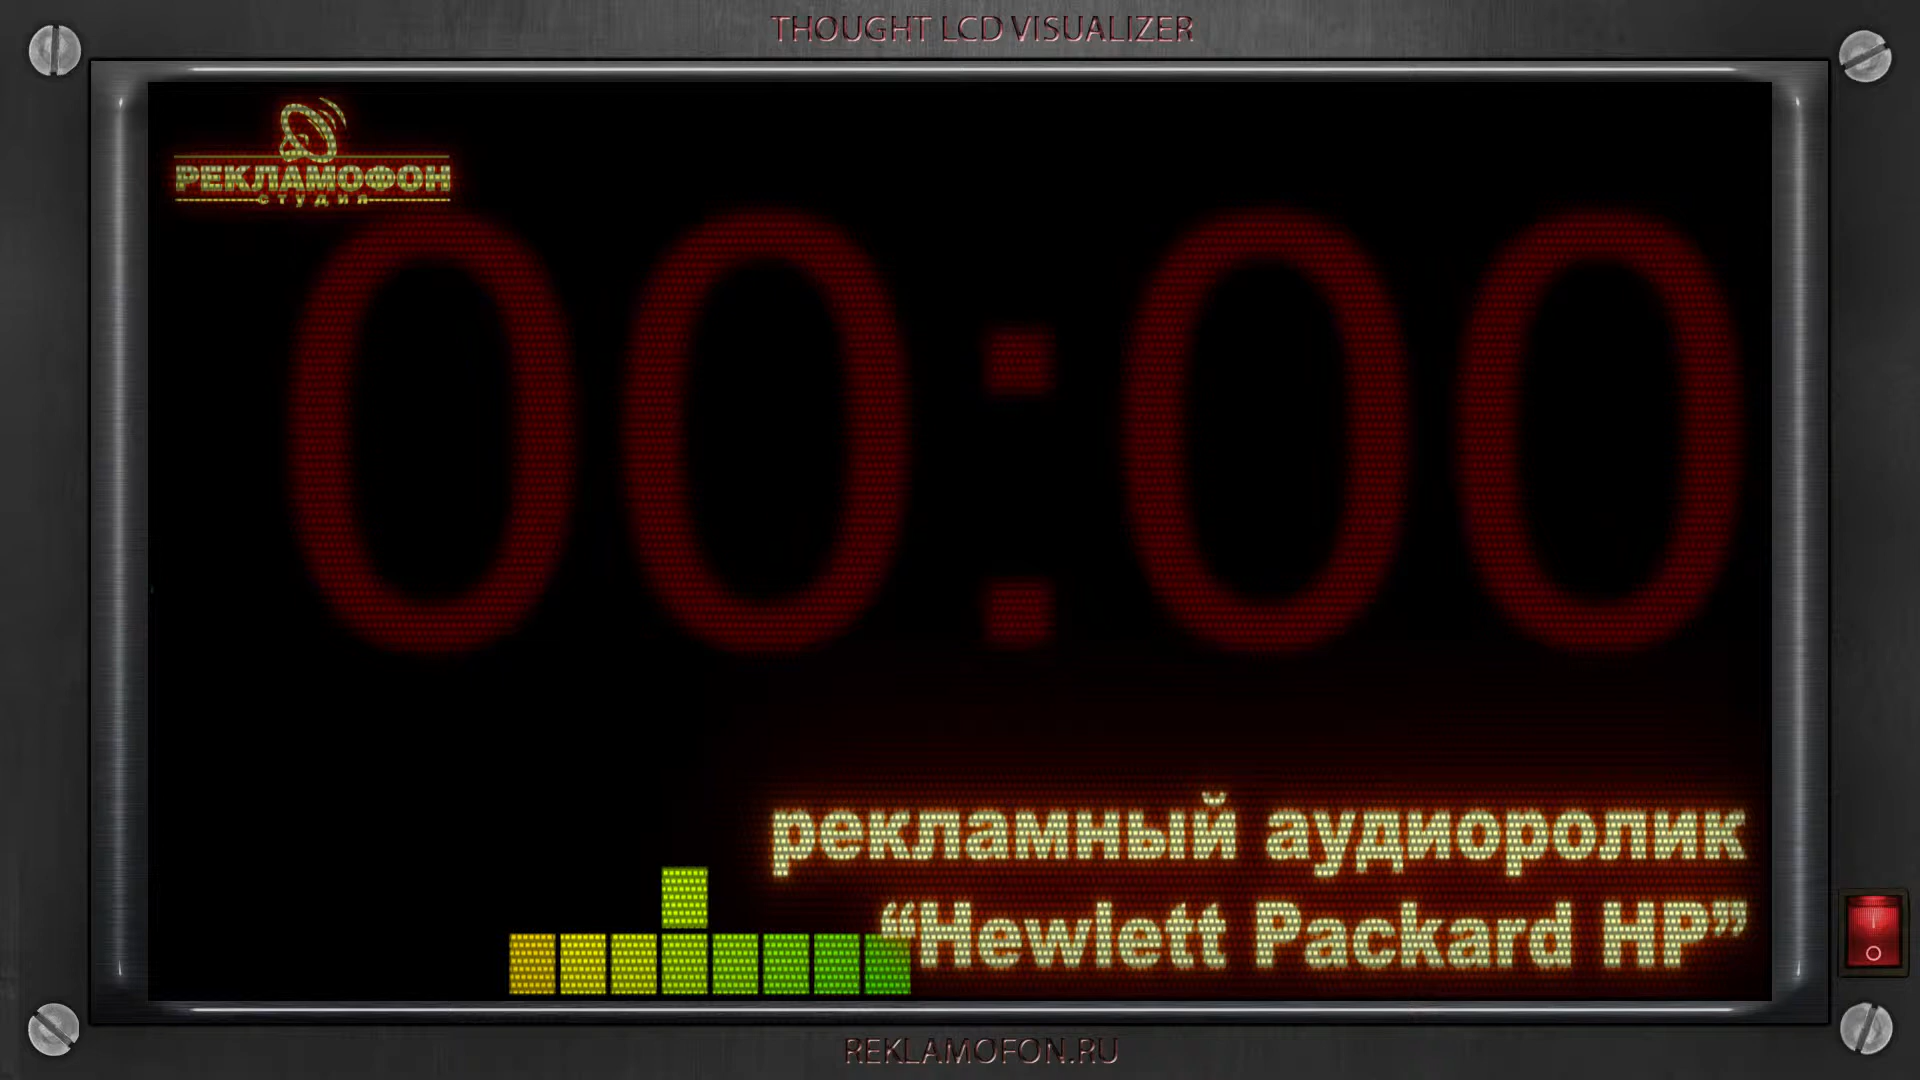 THOUGHT LCD VISUALIZER
РЕКЛАМОФОН
студия
00:00
рекламный аудиоролик
“Hewlett Packard HP”
REKLAMOFON.RU